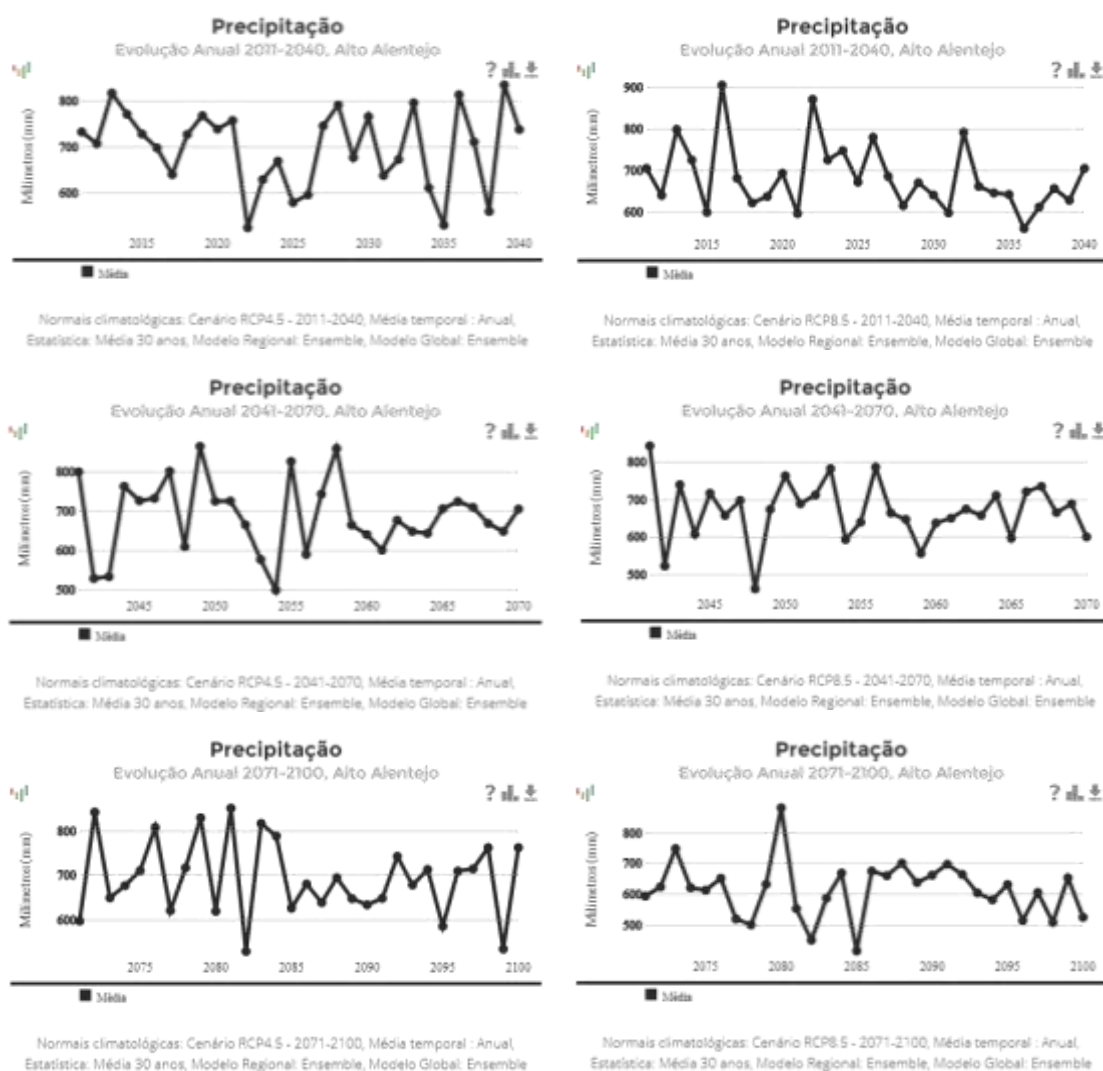 Precipitação
Evolução Anual 2011-2040, Alto Alentejo
?
Milímetros (mm)
800
700
600
2015 2020 2025 2030 2035 2040
Média
Normais climatológicas: Cenário RCP4.5 - 2011-2040, Média temporal : Anual,
Estatística: Média 30 anos, Modelo Regional: Ensemble, Modelo Global: Ensemble
Precipitação
Evolução Anual 2011-2040, Alto Alentejo
?
Milímetros (mm)
900
800
700
600
2015 2020 2025 2030 2035 2040
Média
Normais climatológicas: Cenário RCP8.5 - 2011-2040, Média temporal : Anual,
Estatística: Média 30 anos, Modelo Regional: Ensemble, Modelo Global: Ensemble
Precipitação
Evolução Anual 2041-2070, Alto Alentejo
?
Milímetros (mm)
800
700
600
500
2045 2050 2055 2060 2065 2070
Média
Normais climatológicas: Cenário RCP4.5 - 2041-2070, Média temporal : Anual,
Estatística: Média 30 anos, Modelo Regional: Ensemble, Modelo Global: Ensemble
Precipitação
Evolução Anual 2041-2070, Alto Alentejo
?
Milímetros (mm)
800
700
600
500
2045 2050 2055 2060 2065 2070
Média
Normais climatológicas: Cenário RCP8.5 - 2041-2070, Média temporal : Anual,
Estatística: Média 30 anos, Modelo Regional: Ensemble, Modelo Global: Ensemble
Precipitação
Evolução Anual 2071-2100, Alto Alentejo
?
Milímetros (mm)
800
700
600
2075 2080 2085 2090 2095 2100
Média
Normais climatológicas: Cenário RCP4.5 - 2071-2100, Média temporal : Anual,
Estatística: Média 30 anos, Modelo Regional: Ensemble, Modelo Global: Ensemble
Precipitação
Evolução Anual 2071-2100, Alto Alentejo
?
Milímetros (mm)
800
700
600
500
2075 2080 2085 2090 2095 2100
Média
Normais climatológicas: Cenário RCP8.5 - 2071-2100, Média temporal : Anual,
Estatística: Média 30 anos, Modelo Regional: Ensemble, Modelo Global: Ensemble